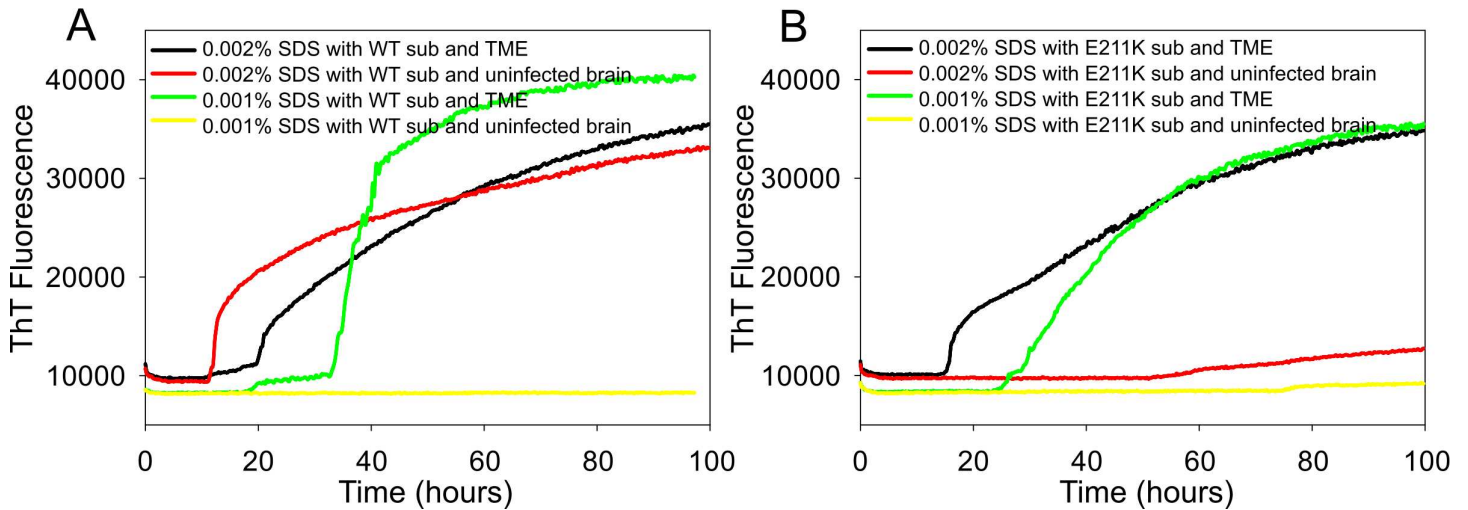 A
0.002% SDS with WT sub and TME
0.002% SDS with WT sub and uninfected brain
0.001% SDS with WT sub and TME
0.001% SDS with WT sub and uninfected brain
ThT Fluorescence
40000
30000
20000
10000
0 20 40 60 80 100
Time (hours)
B
0.002% SDS with E211K sub and TME
0.002% SDS with E211K sub and uninfected brain
0.001% SDS with E211K sub and TME
0.001% SDS with E211K sub and uninfected brain
ThT Fluorescence
40000
30000
20000
10000
0 20 40 60 80 100
Time (hours)